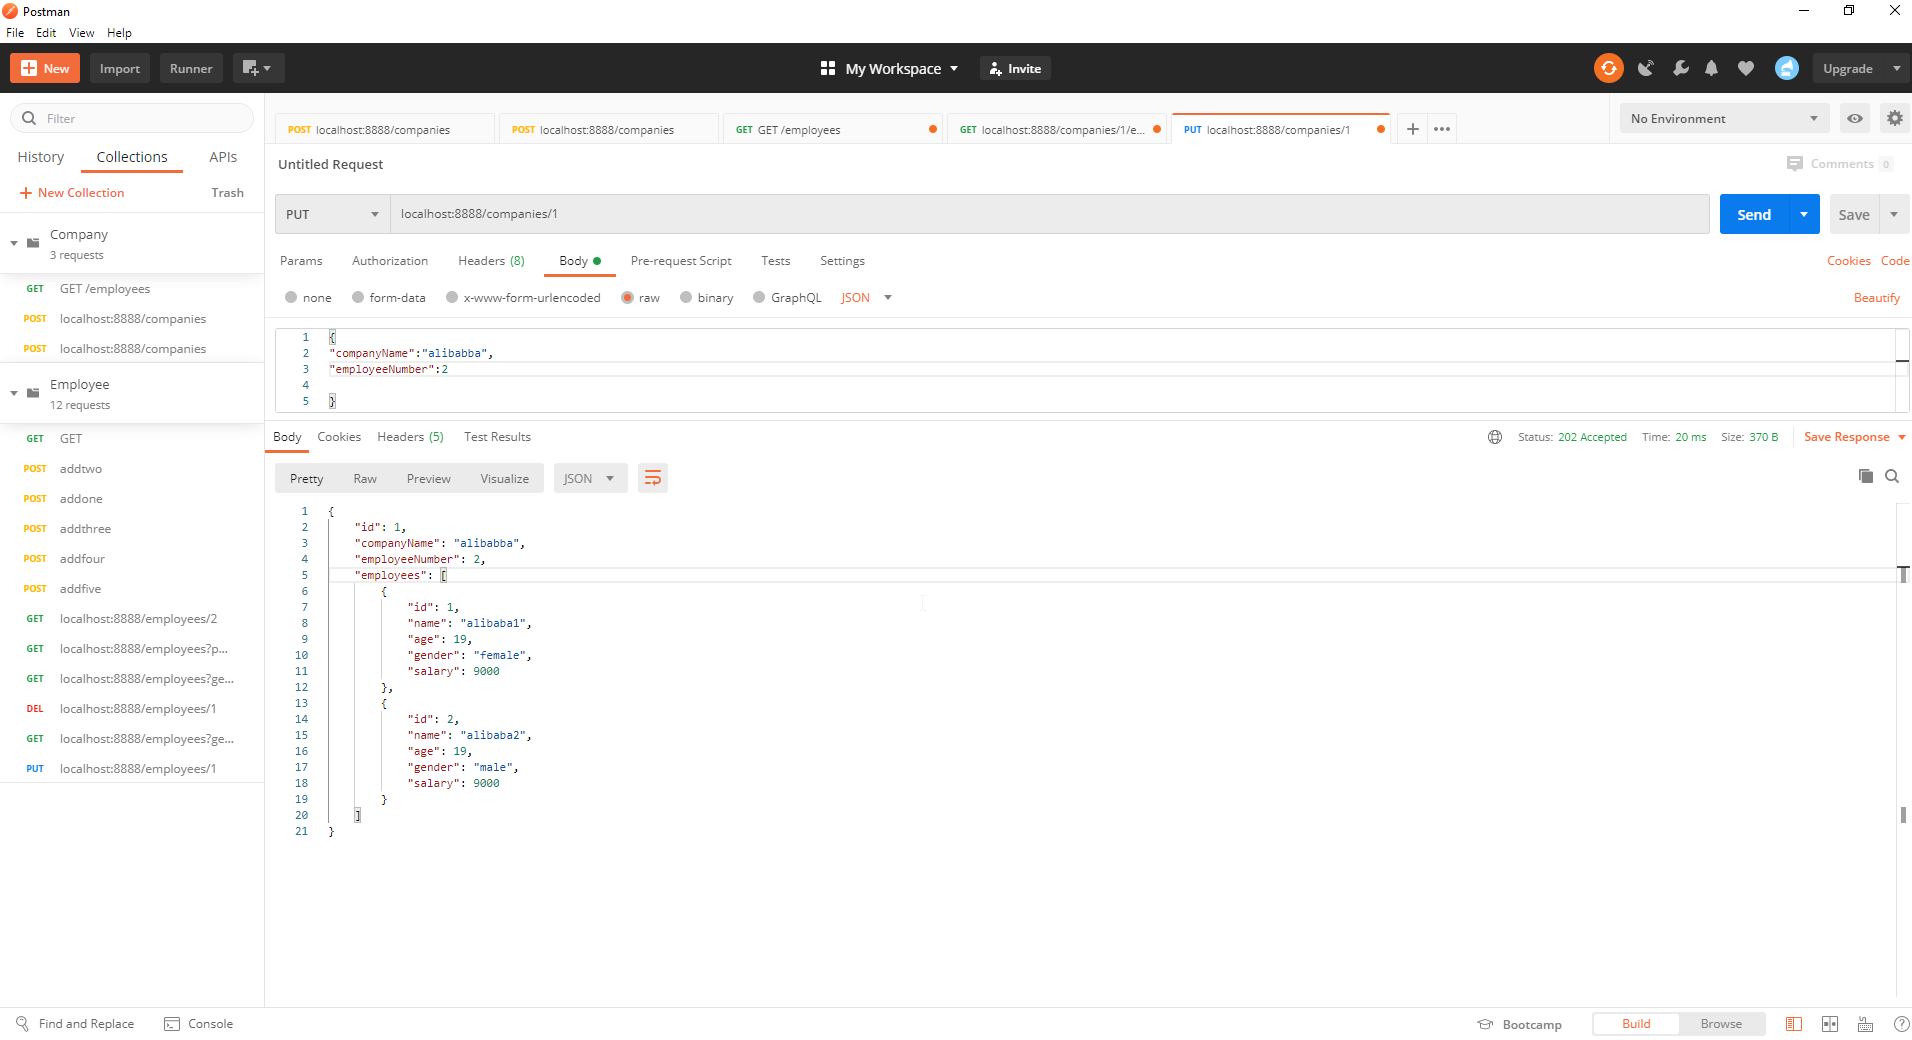 Postman
File Edit View Help
New Import Runner My Workspace Invite Upgrade
Filter
History Collections APIs
New Collection Trash
Company
3 requests
GET GET /employees
POST localhost:8888/companies
POST localhost:8888/companies
Employee
12 requests
GET GET
POST addtwo
POST addone
POST addthree
POST addfour
POST addfive
GET localhost:8888/employees/2
GET localhost:8888/employees?p...
GET localhost:8888/employees?ge...
DEL localhost:8888/employees/1
GET localhost:8888/employees?ge...
PUT localhost:8888/employees/1
POST localhost:8888/companies POST localhost:8888/companies GET GET /employees GET localhost:8888/companies/1/e... PUT localhost:8888/companies/1 No Environment
Untitled Request Comments 0
PUT localhost:8888/companies/1 Send Save
Params Authorization Headers (8) Body Pre-request Script Tests Settings Cookies Code
none form-data x-www-form-urlencoded raw binary GraphQL JSON Beautify
1 {
2 "companyName":"alibabba",
3 "employeeNumber":2
4
5 }
Body Cookies Headers (5) Test Results Status: 202 Accepted Time: 20 ms Size: 370 B Save Response
Pretty Raw Preview Visualize JSON
1 {
2 "id": 1,
3 "companyName": "alibabba",
4 "employeeNumber": 2,
5 "employees": [
6 {
7 "id": 1,
8 "name": "alibaba1",
9 "age": 19,
10 "gender": "female",
11 "salary": 9000
12 },
13 {
14 "id": 2,
15 "name": "alibaba2",
16 "age": 19,
17 "gender": "male",
18 "salary": 9000
19 }
20 ]
21 }
Find and Replace Console Bootcamp Build Browse